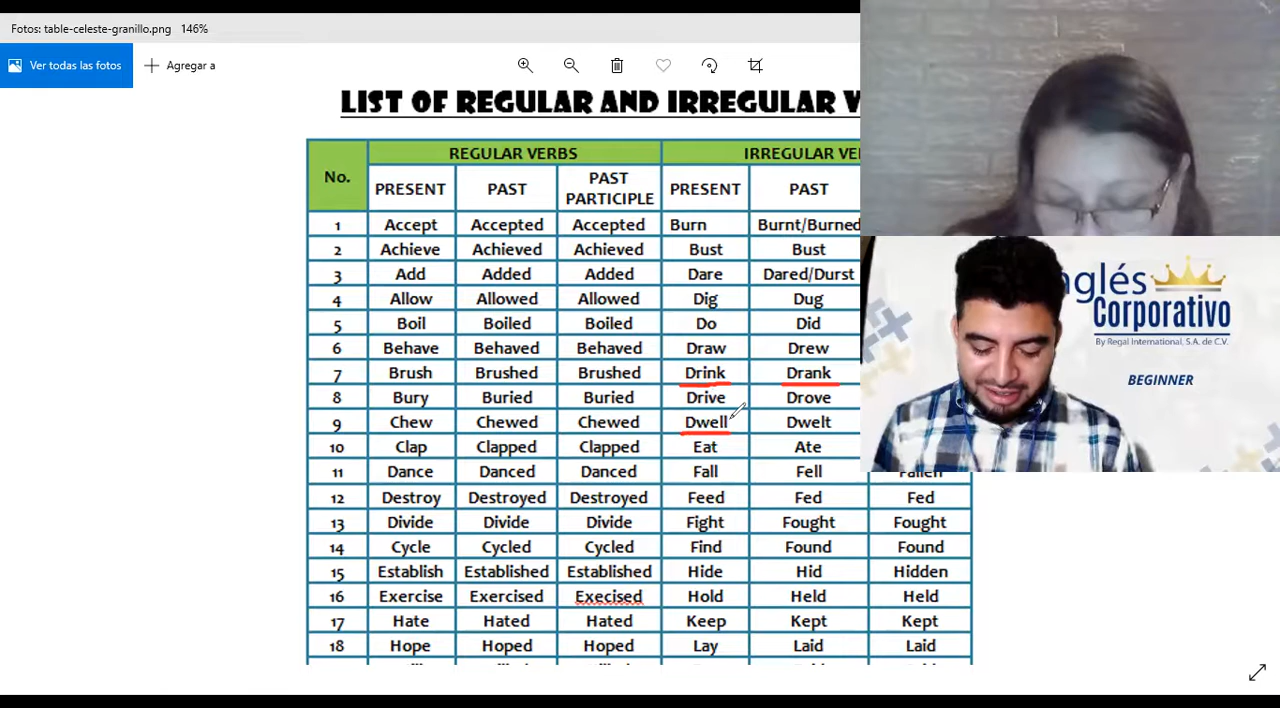 Fotos: table-celeste-granillo.png 146%
Ver todas las fotos Agregar a
LIST OF REGULAR AND IRREGULAR V
No. REGULAR VERBS IRREGULAR VE
PRESENT PAST PAST PARTICIPLE PRESENT PAST
1 Accept Accepted Accepted Burn Burnt/Burned
2 Achieve Achieved Achieved Bust Bust
3 Add Added Added Dare Dared/Durst
4 Allow Allowed Allowed Dig Dug
5 Boil Boiled Boiled Do Did
6 Behave Behaved Behaved Draw Drew
7 Brush Brushed Brushed Drink Drank
8 Bury Buried Buried Drive Drove
9 Chew Chewed Chewed Dwell Dwelt
10 Clap Clapped Clapped Eat Ate
11 Dance Danced Danced Fall Fell Fallen
12 Destroy Destroyed Destroyed Feed Fed Fed
13 Divide Divide Divide Fight Fought Fought
14 Cycle Cycled Cycled Find Found Found
15 Establish Established Established Hide Hid Hidden
16 Exercise Exercised Execised Hold Held Held
17 Hate Hated Hated Keep Kept Kept
18 Hope Hoped Hoped Lay Laid Laid
nglés
Corporativo
By Regal International, S.A. de C.V.
BEGINNER